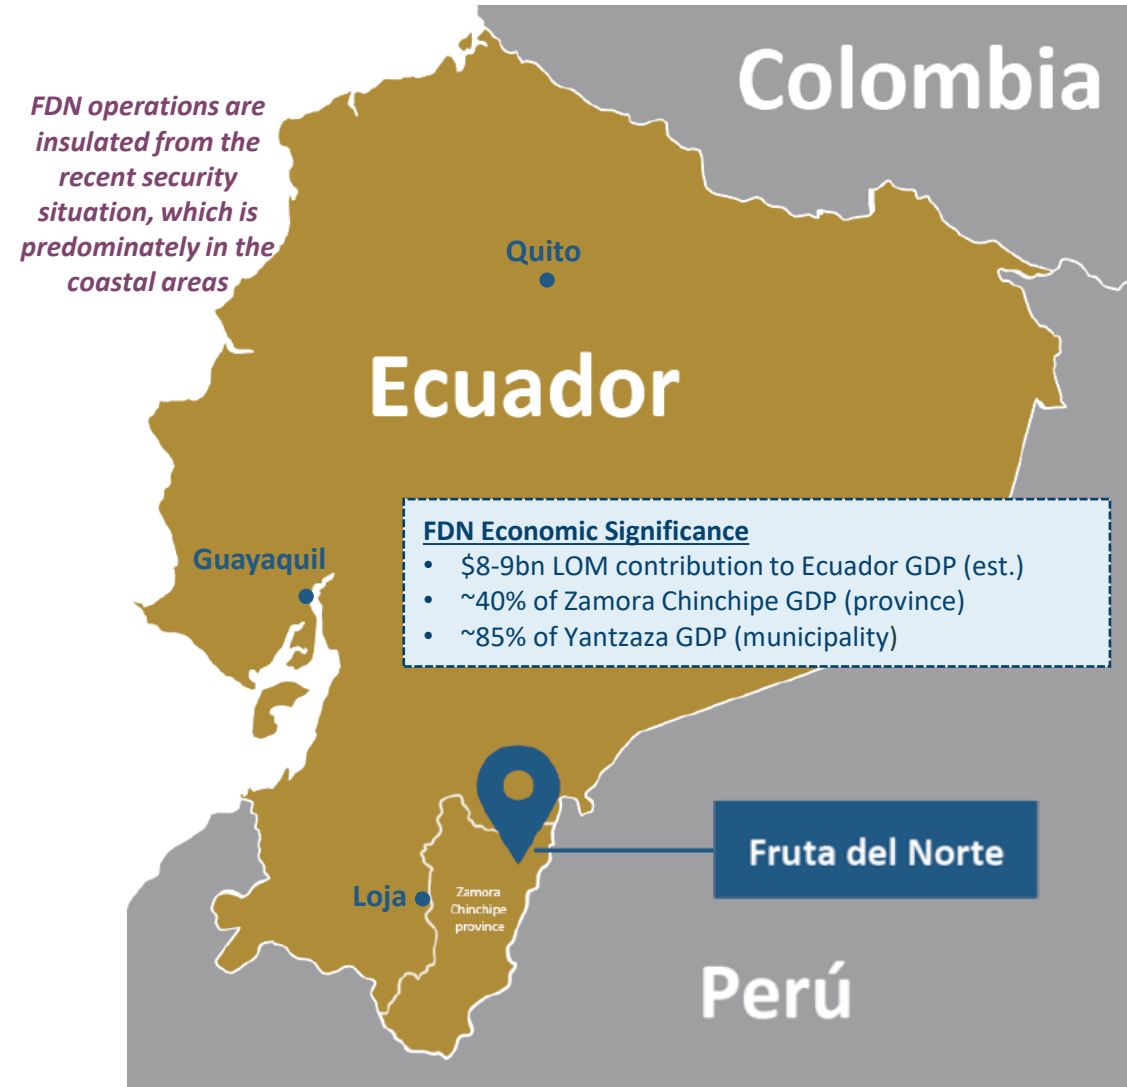 Colombia
FDN operations are
insulated from the
recent security
situation, which is
predominately in the
coastal areas
Quito
Ecuador
FDN Economic Significance
• $8-9bn LOM contribution to Ecuador GDP (est.)
• ~40% of Zamora Chinchipe GDP (province)
• ~85% of Yantzaza GDP (municipality)
Guayaquil
Fruta del Norte
Loja
Zamora
Chinchipe
province
Perú